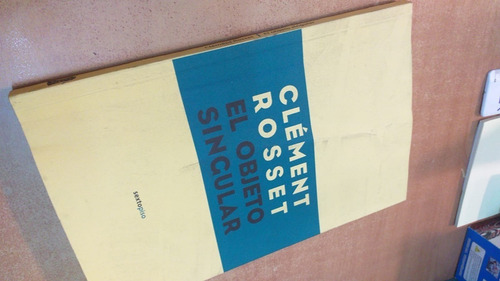 CLÉMENT
ROSSET
EL OBJETO
SINGULAR
sextopiso